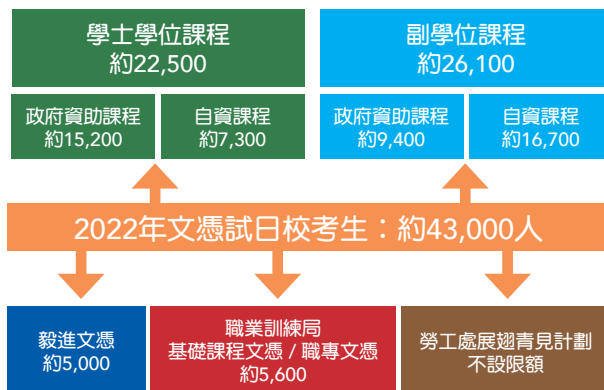 學士學位課程
約22,500
副學位課程
約26,100
政府資助課程
約15,200
自資課程
約7,300
政府資助課程
約9,400
自資課程
約16,700
2022年文憑試日校考生：約43,000人
毅進文憑
約5,000
職業訓練局
基礎課程文憑 / 職專文憑
約5,600
勞工處展翅青見計劃
不設限額